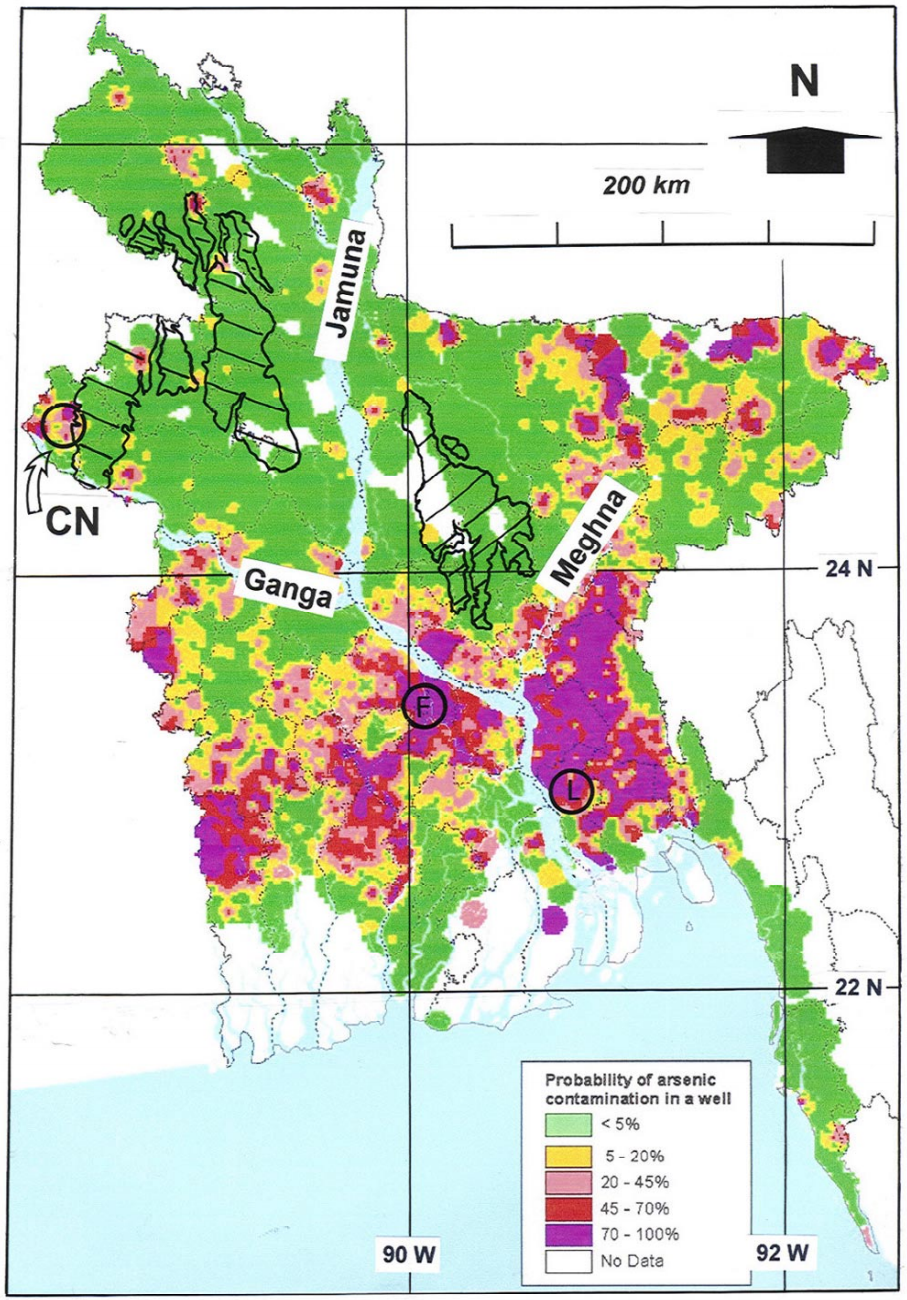 N
200 km
Jamuna
CN
Meghna
24 N
Ganga
F
L
22 N
Probability of arsenic
contamination in a well
< 5%
5 - 20%
20 - 45%
45 - 70%
70 - 100%
No Data
90 W
92 W
1